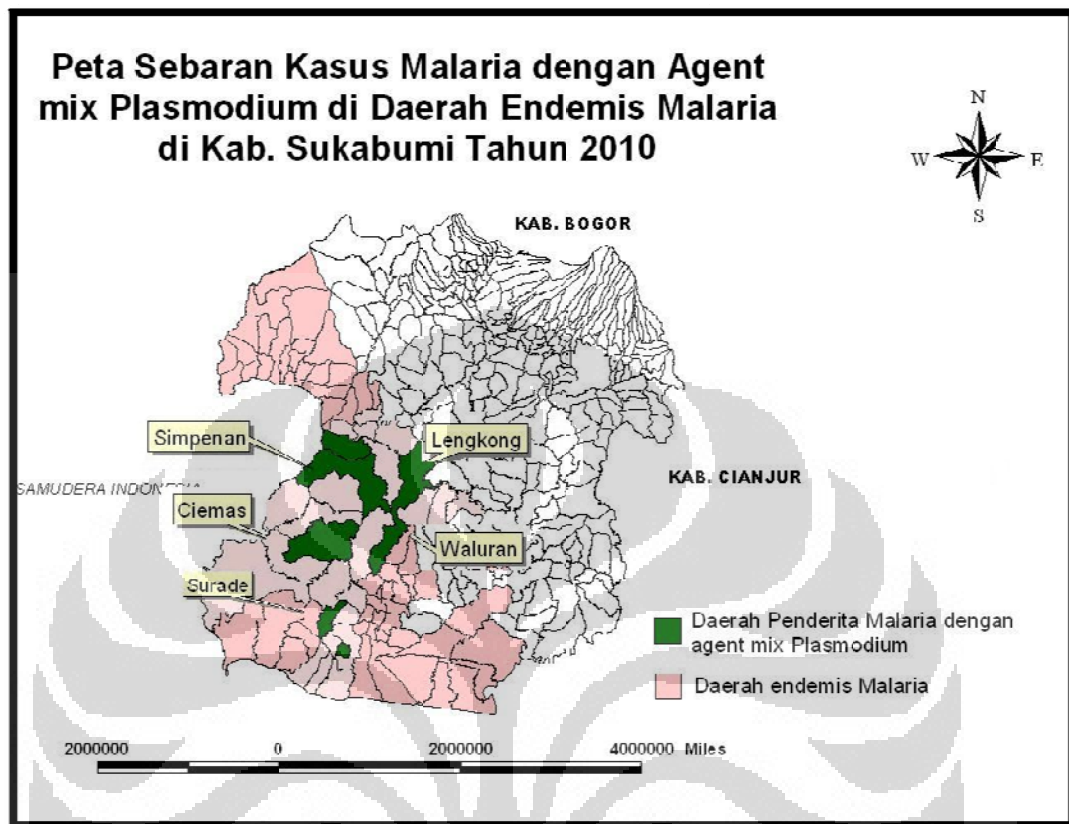 Peta Sebaran Kasus Malaria dengan Agent
mix Plasmodium di Daerah Endemis Malaria
di Kab. Sukabumi Tahun 2010
N
W E
S
KAB. BOGOR
Simpenan
Lengkong
KAB. CIANJUR
SAMUDERA INDONESIA
Ciemas
Waluran
Surade
Daerah Penderita Malaria dengan
agent mix Plasmodium
Daerah endemis Malaria
2000000 0 2000000 4000000 Miles